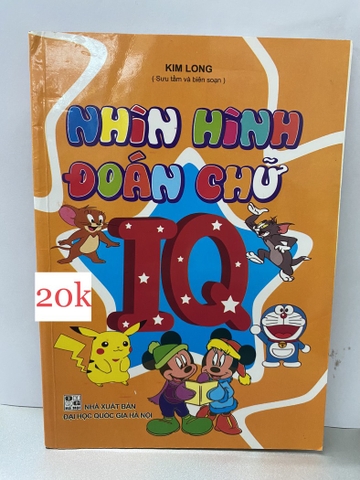 KIM LONG
( Sưu tầm và biên soạn )
NHÌN HÌNH
ĐOÁN CHỮ
IQ
20k
NHÀ XUẤT BẢN
ĐẠI HỌC QUỐC GIA HÀ NỘI